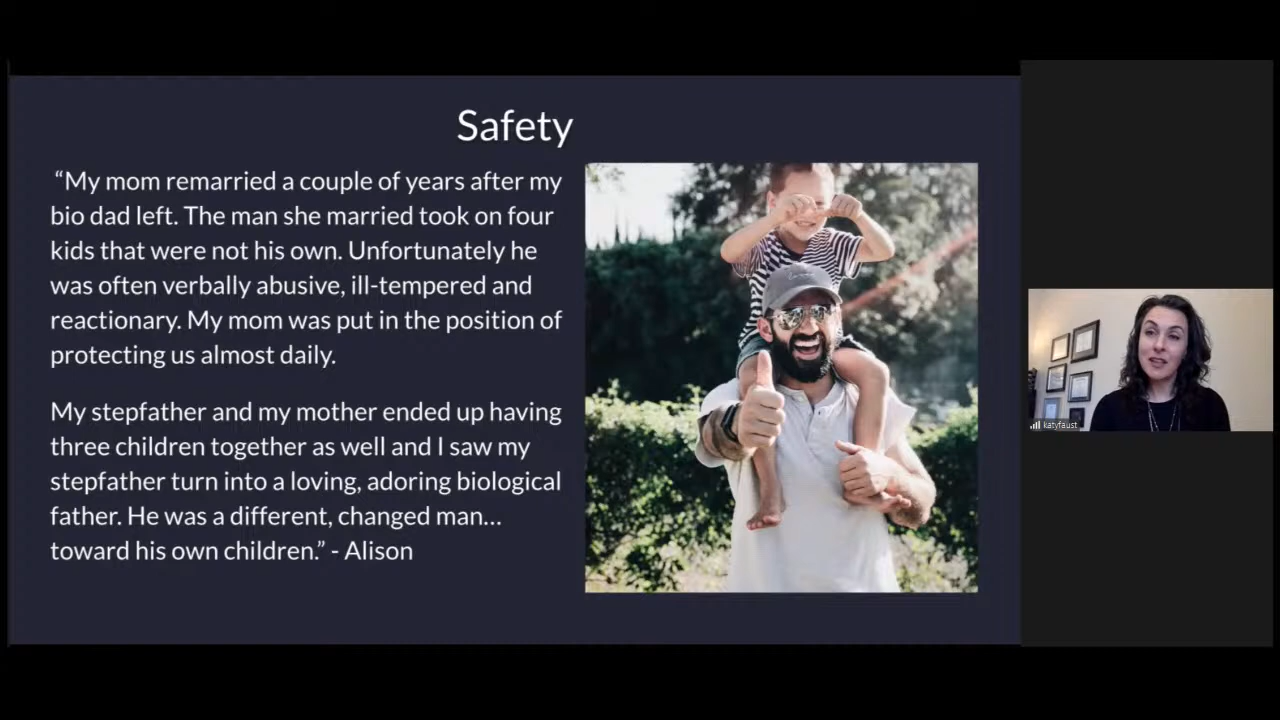 Safety
“My mom remarried a couple of years after my
bio dad left. The man she married took on four
kids that were not his own. Unfortunately he
was often verbally abusive, ill-tempered and
reactionary. My mom was put in the position of
protecting us almost daily.
My stepfather and my mother ended up having
three children together as well and I saw my
stepfather turn into a loving, adoring biological
father. He was a different, changed man...
toward his own children.” - Alison
katyfaust